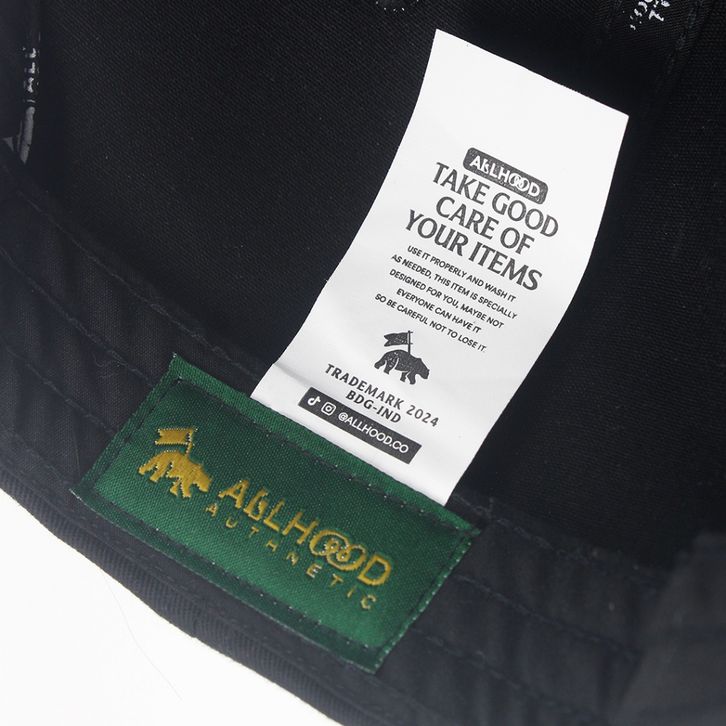 ALLHOOD
TAKE GOOD
CARE OF
YOUR ITEMS
USE IT PROPERLY AND WASH IT
AS NEEDED, THIS ITEM IS SPECIALLY
DESIGNED FOR YOU, MAYBE NOT
EVERYONE CAN HAVE IT
SO BE CAREFUL NOT TO LOSE IT.
TRADEMARK 2024
BDG-IND
@ALLHOOD.CO
ALLHOOD
AUTHNETIC